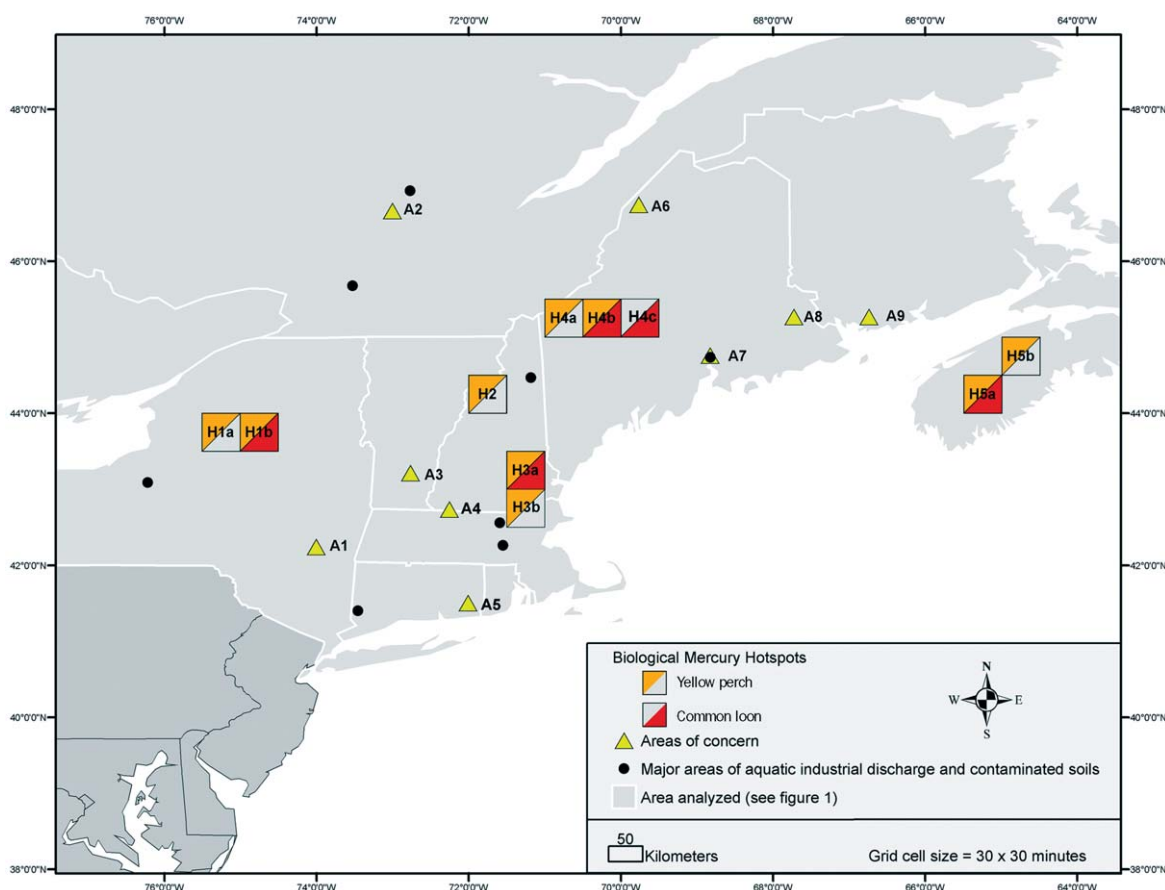 76°0'0"W 74°0'0"W 72°0'0"W 70°0'0"W 68°0'0"W 66°0'0"W 64°0'0"W
48°0'0"N 48°0'0"N
A2 A6
46°0'0"N 46°0'0"N
H4a H4b H4c A8 A9
A7 H5b
H2 H5a
44°0'0"N 44°0'0"N
H1a H1b
H3a
A3
H3b
A4
A1
42°0'0"N 42°0'0"N
A5
Biological Mercury Hotspots
Yellow perch
Common loon
N
W E
S
40°0'0"N 40°0'0"N
Areas of concern
Major areas of aquatic industrial discharge and contaminated soils
Area analyzed (see figure 1)
50
Kilometers Grid cell size = 30 x 30 minutes
38°0'0"N 38°0'0"N
76°0'0"W 74°0'0"W 72°0'0"W 70°0'0"W 68°0'0"W 66°0'0"W 64°0'0"W